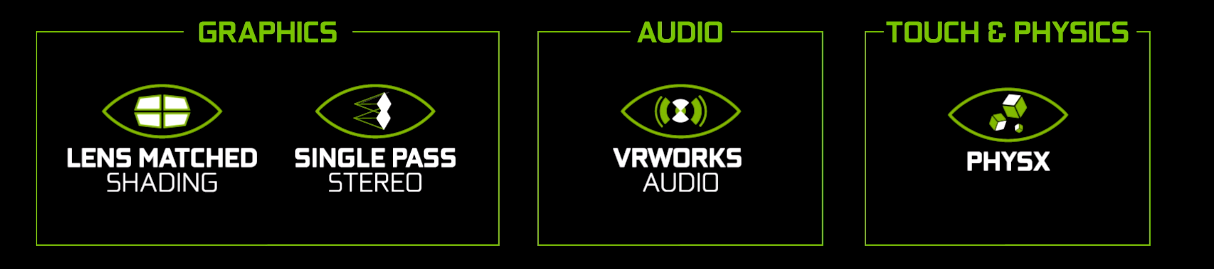 GRAPHICS
LENS MATCHED
SHADING
SINGLE PASS
STEREO
AUDIO
VRWORKS
AUDIO
TOUCH & PHYSICS
PHYSX